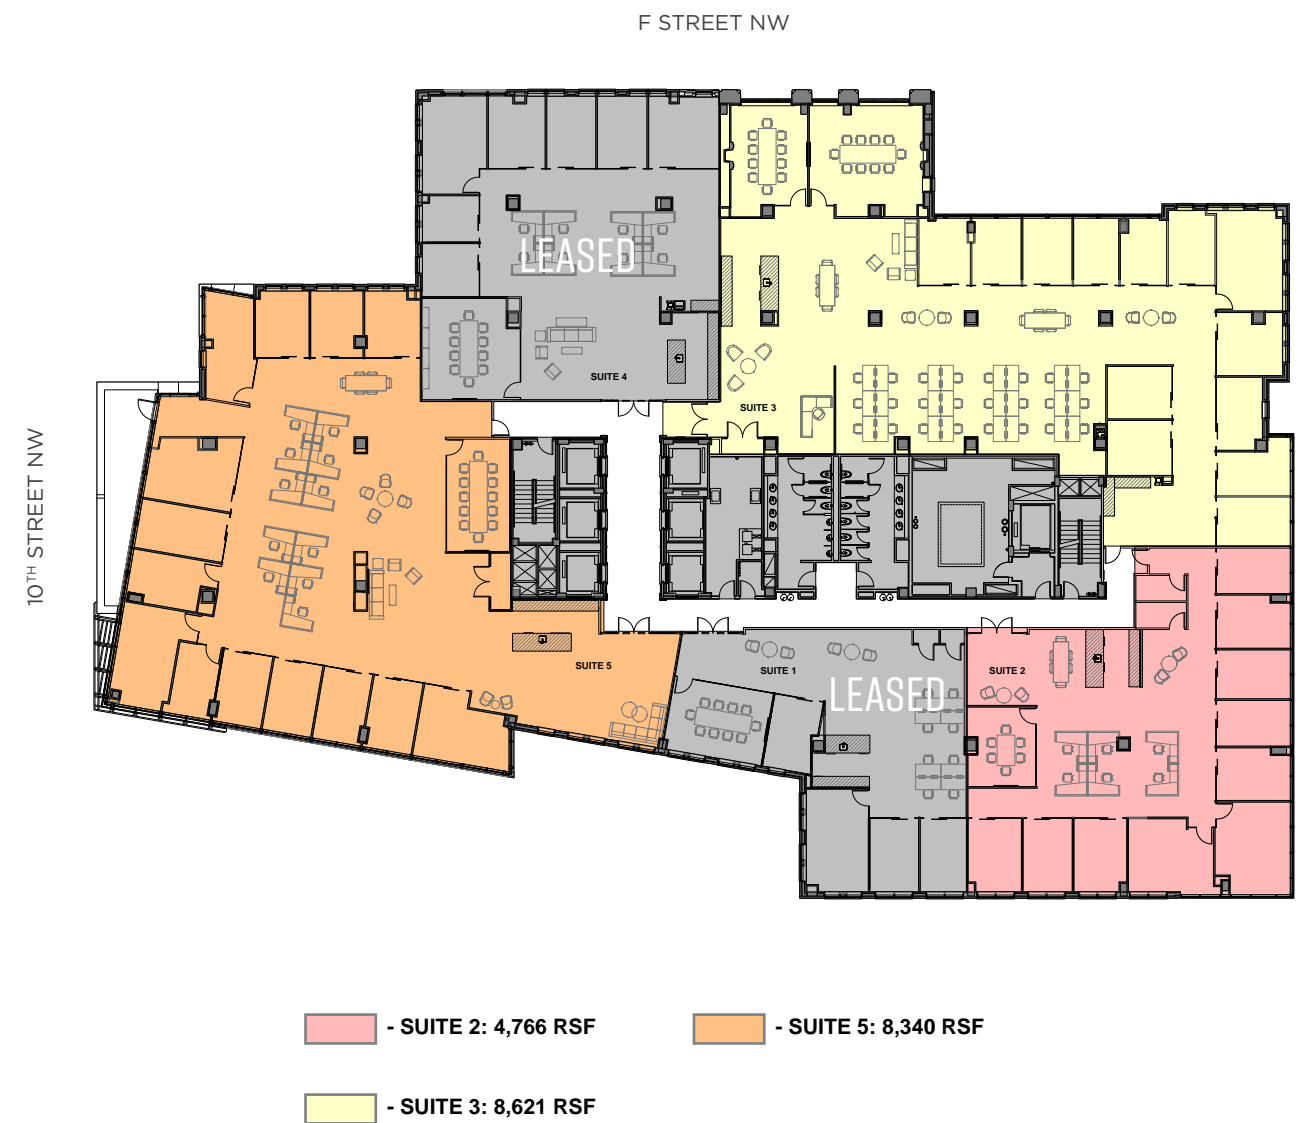 F STREET NW
LEASED
SUITE 4
SUITE 3
10TH STREET NW
SUITE 5
SUITE 1
SUITE 2
LEASED
- SUITE 2: 4,766 RSF
- SUITE 5: 8,340 RSF
- SUITE 3: 8,621 RSF